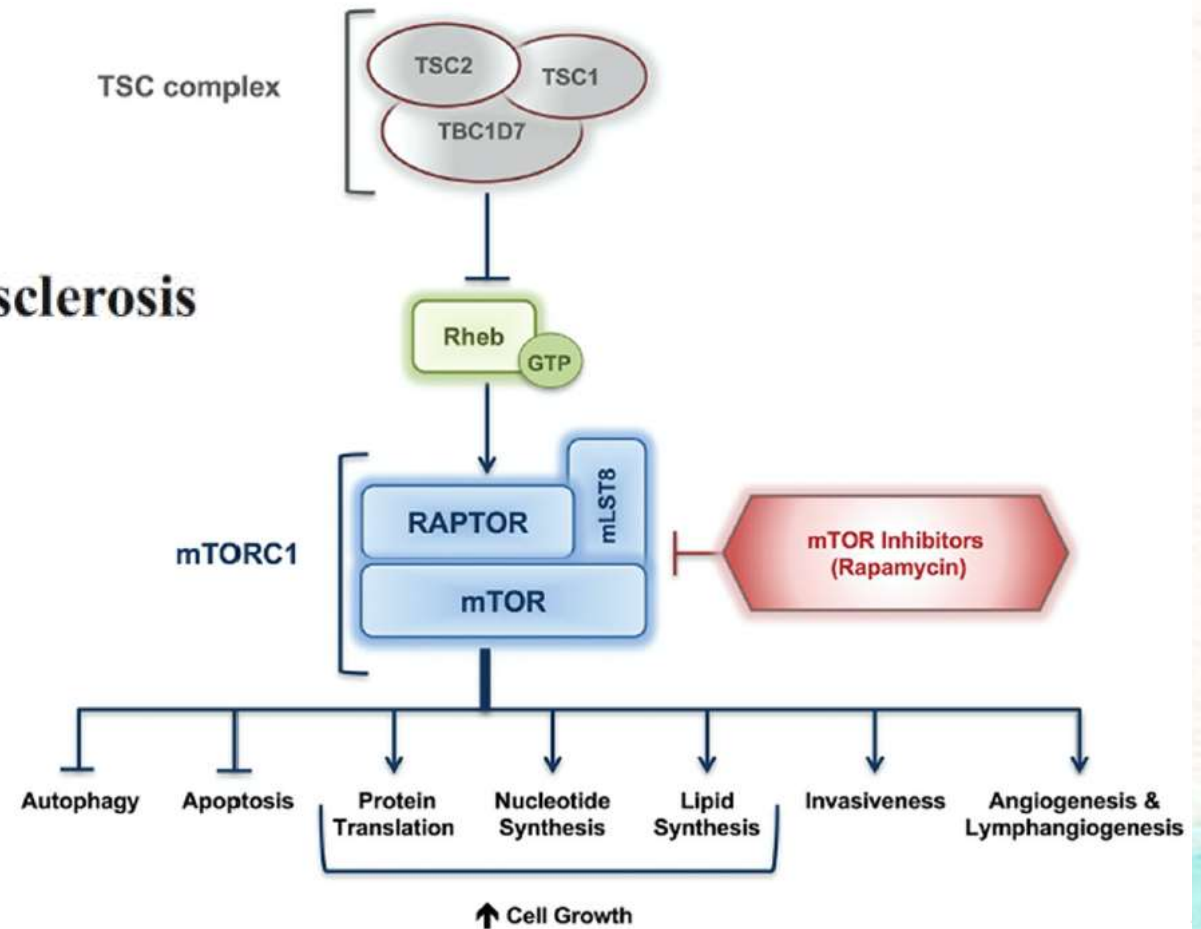 TSC2
TSC1
TSC complex
TBC1D7
sclerosis
Rheb
GTP
mLST8
RAPTOR
mTORC1
mTOR
mTOR Inhibitors
(Rapamycin)
Autophagy
Apoptosis
Protein
Translation
Nucleotide
Synthesis
Lipid
Synthesis
Invasiveness
Angiogenesis &
Lymphangiogenesis
↑ Cell Growth